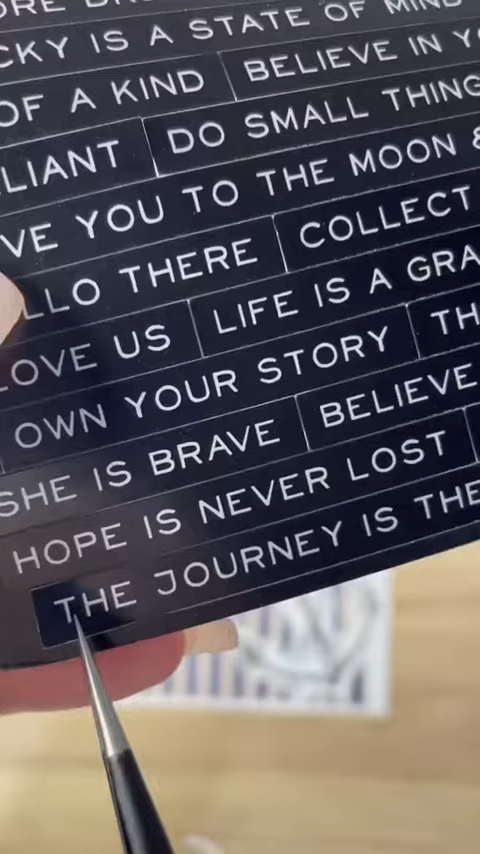 CKY IS A STATE OF MIND
OF A KIND BELIEVE IN
LIANT DO SMALL THING
VE YOU TO THE MOON &
LLO THERE COLLECT
LOVE US LIFE IS A GRA
OWN YOUR STORY TH
SHE IS BRAVE BELIEVE
HOPE IS NEVER LOST
THE JOURNEY IS THE